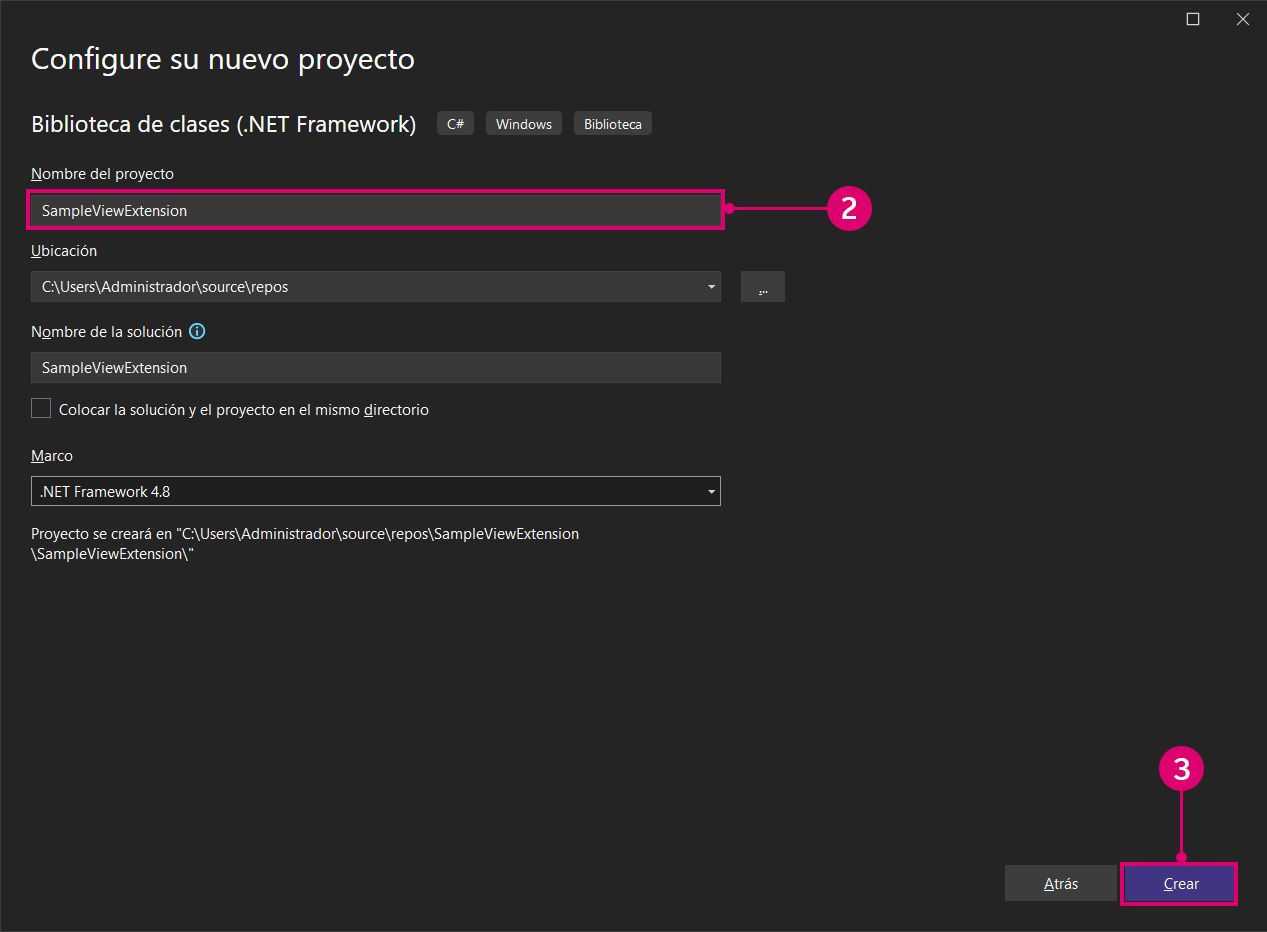 Configure su nuevo proyecto
Biblioteca de clases (.NET Framework) C# Windows Biblioteca
Nombre del proyecto
SampleViewExtension
2
Ubicación
C:\Users\Administrador\source\repos
...
Nombre de la solución
SampleViewExtension
Colocar la solución y el proyecto en el mismo directorio
Marco
.NET Framework 4.8
Proyecto se creará en "C:\Users\Administrador\source\repos\SampleViewExtension
\SampleViewExtension\"
3
Atrás Crear